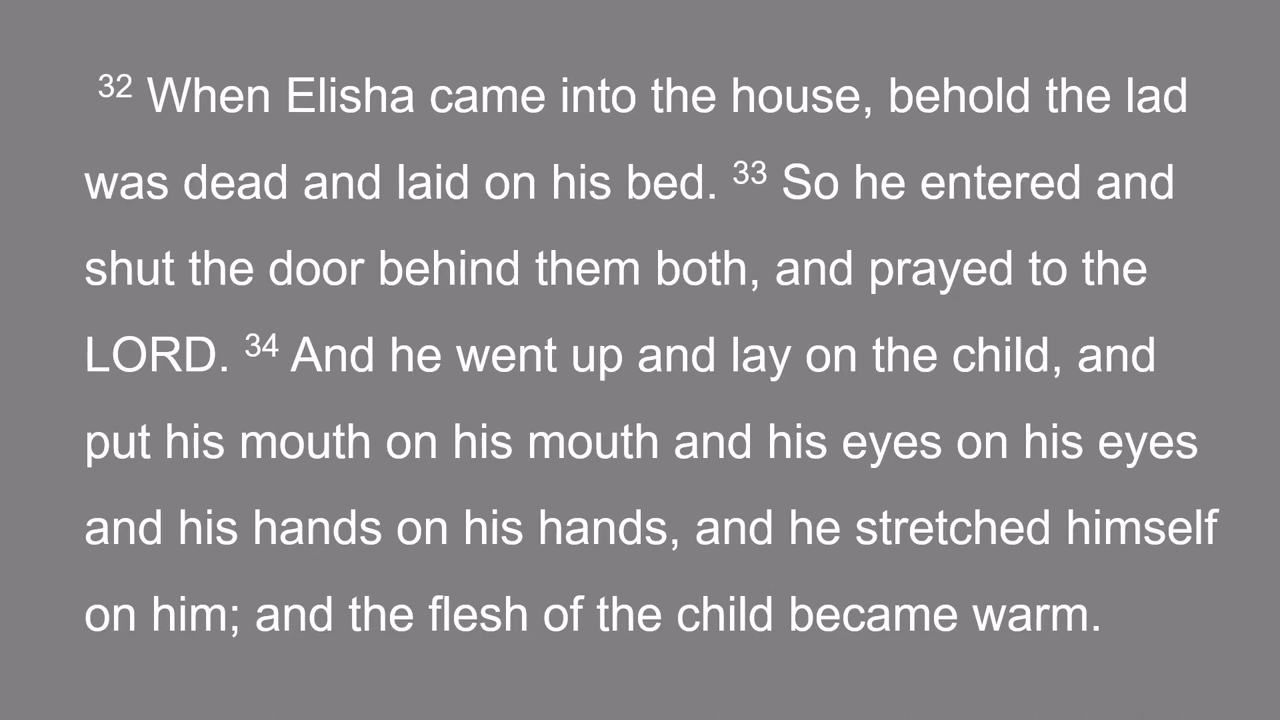 32 When Elisha came into the house, behold the lad
was dead and laid on his bed. 33 So he entered and
shut the door behind them both, and prayed to the
LORD. 34 And he went up and lay on the child, and
put his mouth on his mouth and his eyes on his eyes
and his hands on his hands, and he stretched himself
on him; and the flesh of the child became warm.